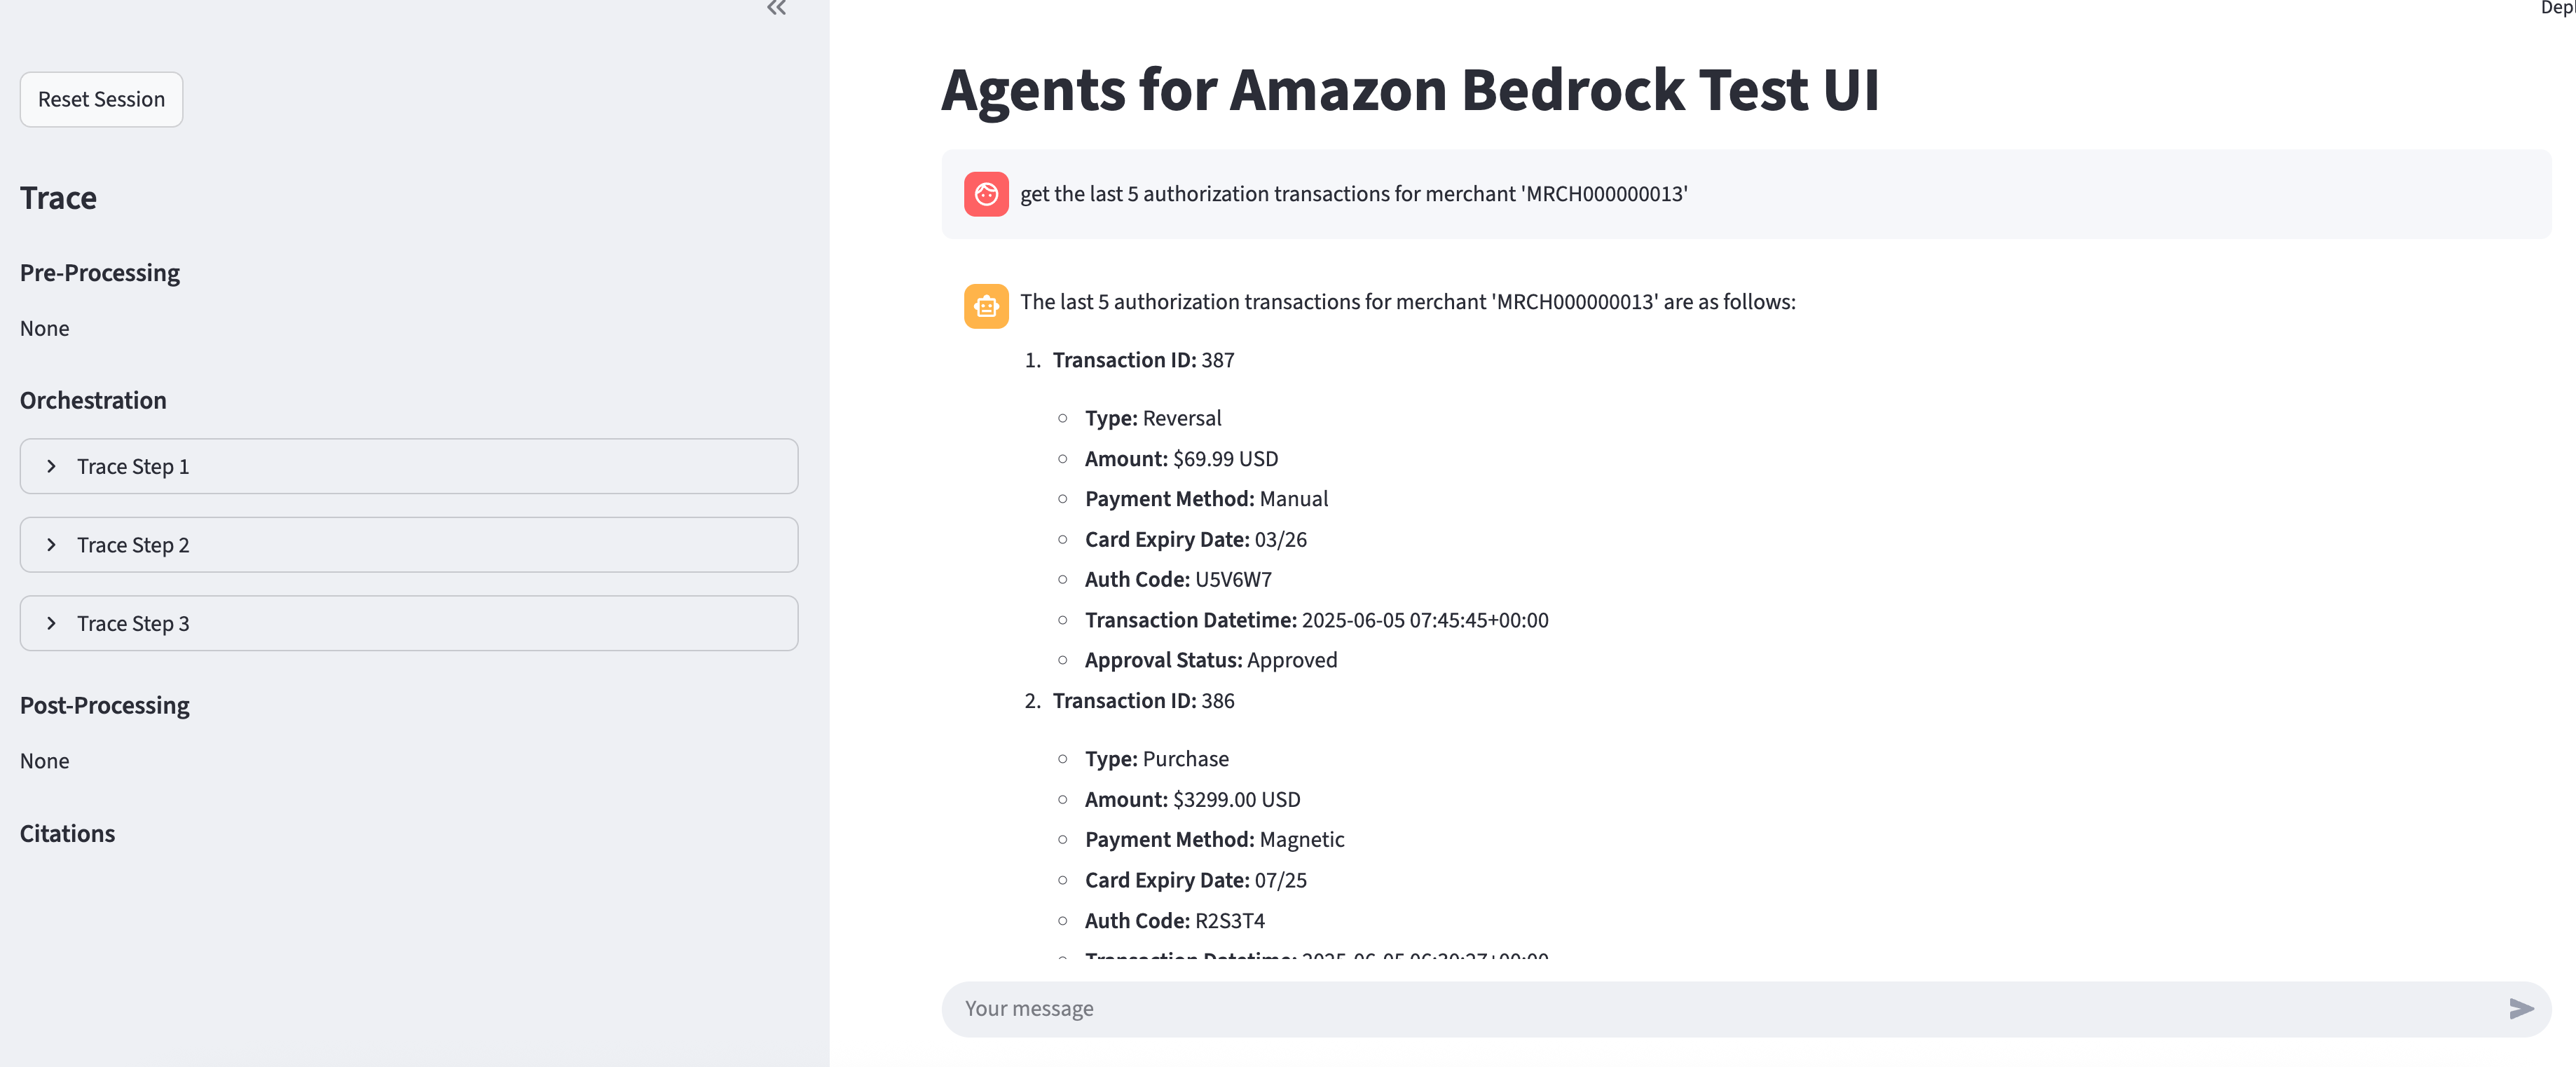 Dep
Reset Session
Trace
Pre-Processing
None
Orchestration
Trace Step 1
Trace Step 2
Trace Step 3
Post-Processing
None
Citations
Agents for Amazon Bedrock Test UI
get the last 5 authorization transactions for merchant 'MRCH000000013'
The last 5 authorization transactions for merchant 'MRCH000000013' are as follows:
1. Transaction ID: 387
Type: Reversal
Amount: $69.99 USD
Payment Method: Manual
Card Expiry Date: 03/26
Auth Code: U5V6W7
Transaction Datetime: 2025-06-05 07:45:45+00:00
Approval Status: Approved
2. Transaction ID: 386
Type: Purchase
Amount: $3299.00 USD
Payment Method: Magnetic
Card Expiry Date: 07/25
Auth Code: R2S3T4
Transaction Datetime: 2025-06-05
Your message